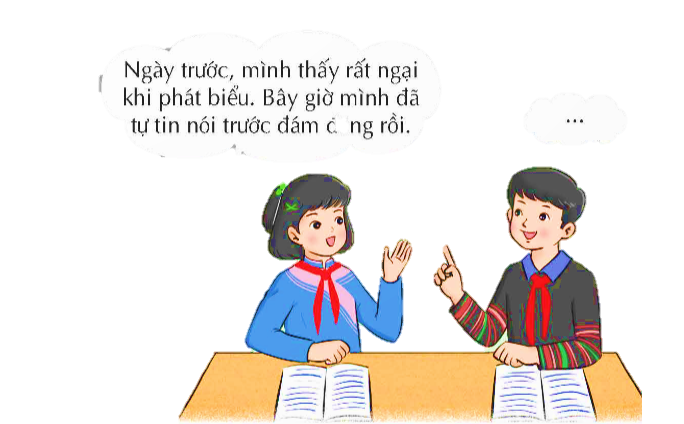 Ngày trước, mình thấy rất ngại
khi phát biểu. Bây giờ mình đã
tự tin nói trước đám rồi.
...